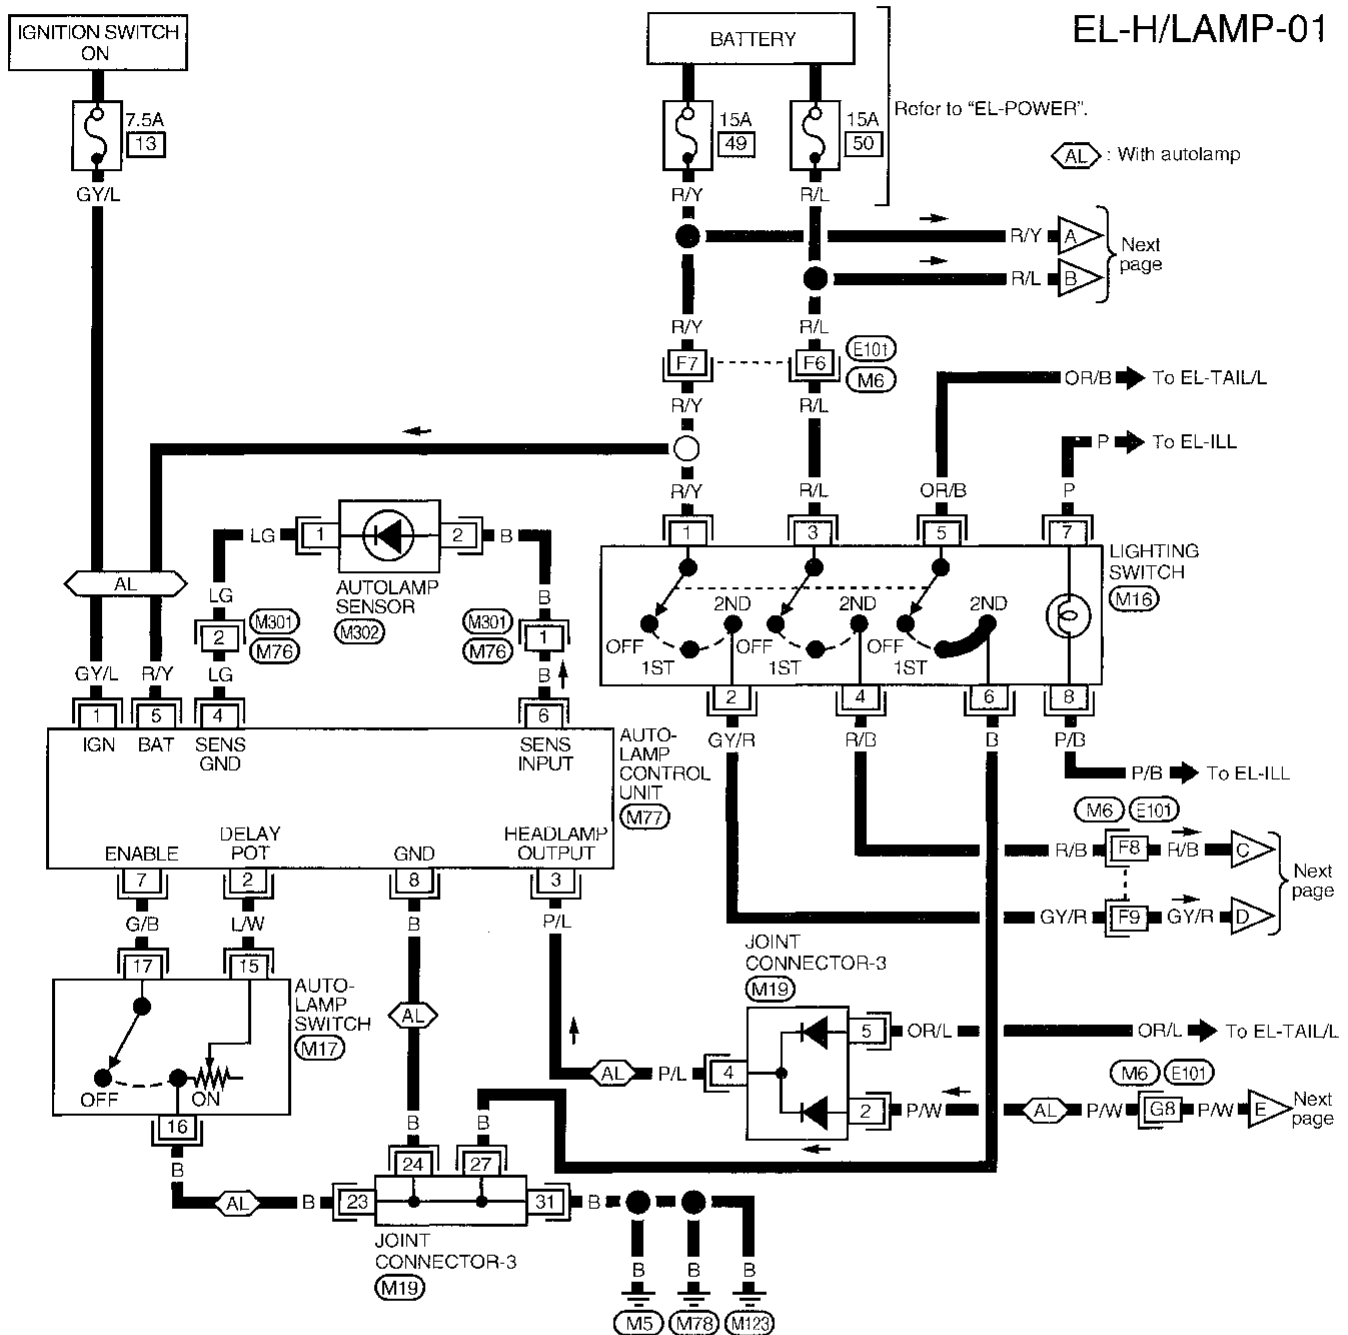 EL-H/LAMP-01
IGNITION SWITCH
ON
BATTERY
7.5A
13
15A
49
15A
50
Refer to "EL-POWER".
AL : With autolamp
GY/L
R/Y
R/L
R/Y
A
R/L
B
Next
page
R/Y
R/L
F7
F6
E101
M6
R/Y
R/L
OR/B
To EL-TAIL/L
P
To EL-ILL
R/Y
R/L
OR/B
P
1
3
5
7
LG
1
2
B
AUTOLAMP
SENSOR
M302
AL
LG
B
M301
2
M76
M301
1
M76
LG
B
GY/L
R/Y
LIGHTING
SWITCH
M16
OFF
1ST
2ND
OFF
1ST
2ND
OFF
1ST
2ND
2
4
6
8
GY/R
R/B
B
P/B
P/B
To EL-ILL
1
5
4
6
IGN
BAT
SENS
GND
SENS
INPUT
AUTO-
LAMP
CONTROL
UNIT
M77
ENABLE
DELAY
POT
GND
HEADLAMP
OUTPUT
7
2
8
3
G/B
L/W
B
P/L
M6
E101
R/B
F8
R/B
C
GY/R
F9
GY/R
D
Next
page
17
15
AUTO-
LAMP
SWITCH
M17
OFF
ON
16
B
AL
JOINT
CONNECTOR-3
M19
5
OR/L
OR/L
To EL-TAIL/L
AL
P/L
4
2
P/W
AL
P/W
M6
E101
G8
P/W
E
Next
page
B
B
24
27
AL
B
23
31
B
JOINT
CONNECTOR-3
M19
B
B
B
M5
M78
M123